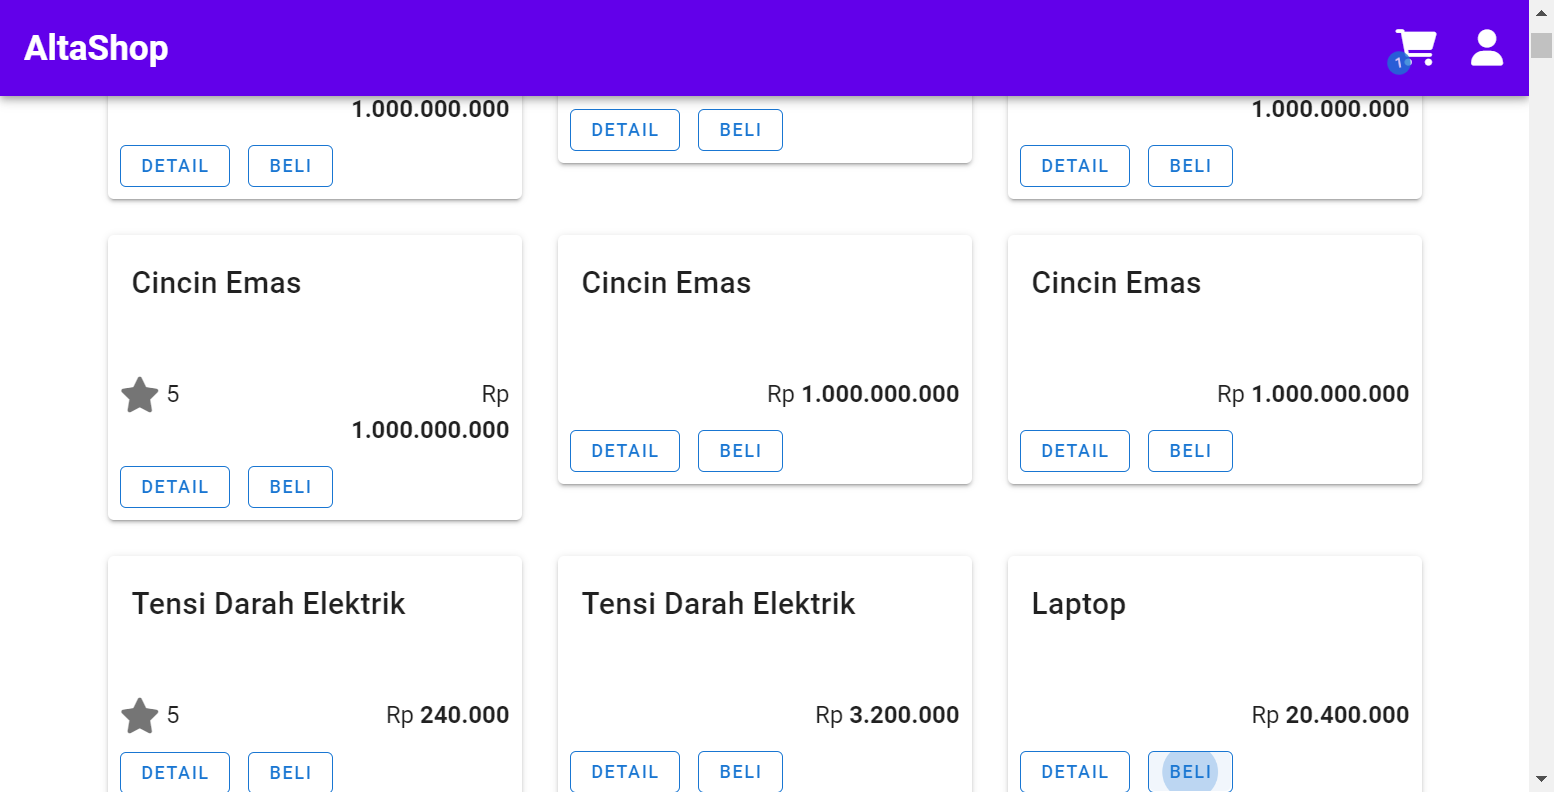 AltaShop
1
1.000.000.000
DETAIL BELI
DETAIL BELI
1.000.000.000
DETAIL BELI
Cincin Emas
5 Rp
1.000.000.000
DETAIL BELI
Cincin Emas
Rp 1.000.000.000
DETAIL BELI
Cincin Emas
Rp 1.000.000.000
DETAIL BELI
Tensi Darah Elektrik
5 Rp 240.000
DETAIL BELI
Tensi Darah Elektrik
Rp 3.200.000
DETAIL BELI
Laptop
Rp 20.400.000
DETAIL BELI